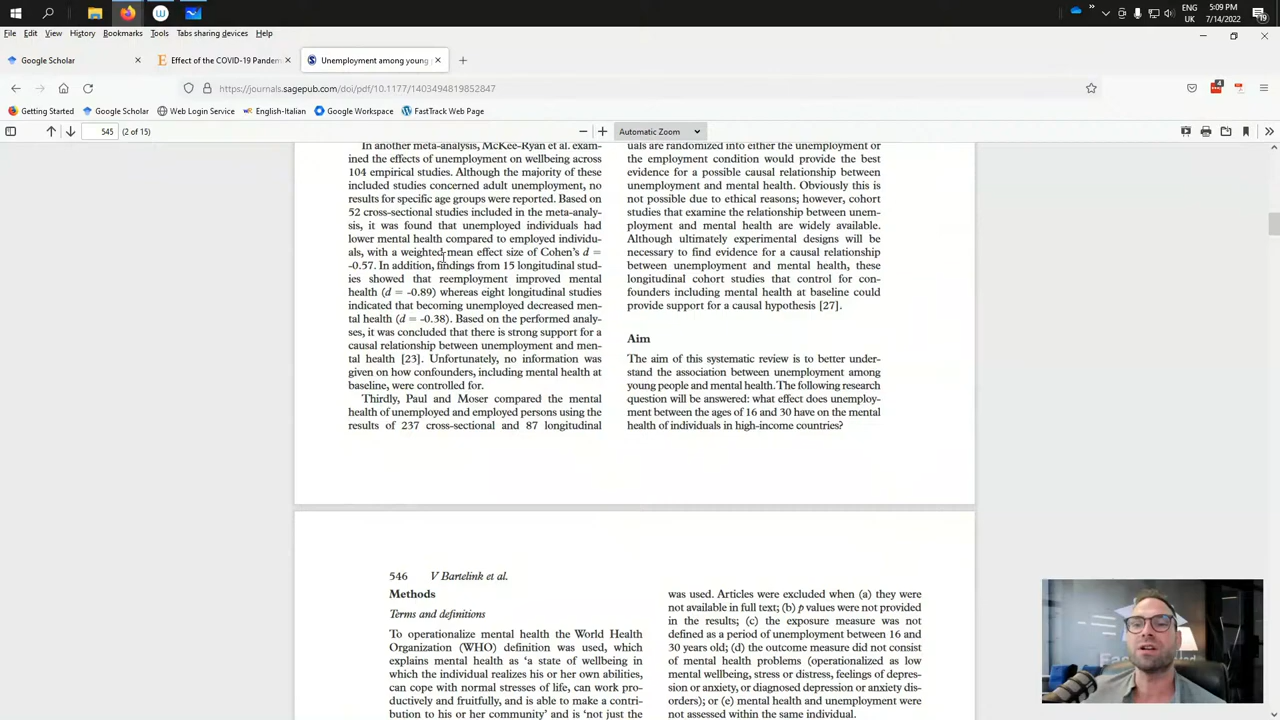 ENG
UK
5:09 PM
7/14/2022
19
File Edit View History Bookmarks Tools Tabs sharing devices Help
Google Scholar
Effect of the COVID-19 Pandem
Unemployment among young
https://journals.sagepub.com/doi/pdf/10.1177/1403494819852847
4
Getting Started Google Scholar Web Login Service English-Italian Google Workspace FastTrack Web Page
545 (2 of 15)
Automatic Zoom
In another meta-analysis, McKee-Ryan et al. exam-
ined the effects of unemployment on wellbeing across
104 empirical studies. Although the majority of these
included studies concerned adult unemployment, no
results for specific age groups were reported. Based on
52 cross-sectional studies included in the meta-analy-
sis, it was found that unemployed individuals had
lower mental health compared to employed individu-
als, with a weighted mean effect size of Cohen's d =
-0.57. In addition, findings from 15 longitudinal stud-
ies showed that reemployment improved mental
health (d = -0.89) whereas eight longitudinal studies
indicated that becoming unemployed decreased men-
tal health (d = -0.38). Based on the performed analy-
ses, it was concluded that there is strong support for a
causal relationship between unemployment and men-
tal health [23]. Unfortunately, no information was
given on how confounders, including mental health at
baseline, were controlled for.
Thirdly, Paul and Moser compared the mental
health of unemployed and employed persons using the
results of 237 cross-sectional and 87 longitudinal
uals are randomized into either the unemployment or
the employment condition would provide the best
evidence for a possible causal relationship between
unemployment and mental health. Obviously this is
not possible due to ethical reasons; however, cohort
studies that examine the relationship between unem-
ployment and mental health are widely available.
Although ultimately experimental designs will be
necessary to find evidence for a causal relationship
between unemployment and mental health, these
longitudinal cohort studies that control for con-
founders including mental health at baseline could
provide support for a causal hypothesis [27].
Aim
The aim of this systematic review is to better under-
stand the association between unemployment among
young people and mental health. The following research
question will be answered: what effect does unemploy-
ment between the ages of 16 and 30 have on the mental
health of individuals in high-income countries?
546 V Bartelink et al.
Methods
Terms and definitions
To operationalize mental health the World Health
Organization (WHO) definition was used, which
explains mental health as 'a state of wellbeing in
which the individual realizes his or her own abilities,
can cope with normal stresses of life, can work pro-
ductively and fruitfully, and is able to make a contri-
bution to his or her community' and is 'not just the
was used. Articles were excluded when (a) they were
not available in full text; (b) p values were not provided
in the results; (c) the exposure measure was not
defined as a period of unemployment between 16 and
30 years old; (d) the outcome measure did not consist
of mental health problems (operationalized as low
mental wellbeing, stress or distress, feelings of depres-
sion or anxiety, or diagnosed depression or anxiety dis-
orders); or (e) mental health and unemployment were
not assessed within the same individual.